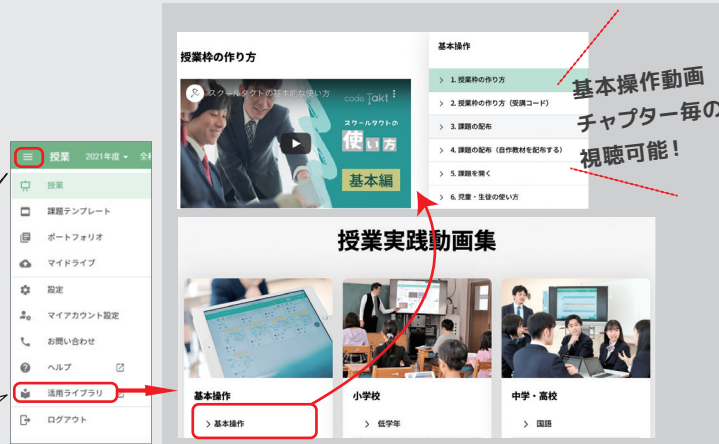 授業枠の作り方
スクールタクトの基本的な使い方
code Takt
スクールタクトの
使い方
基本編
基本操作
> 1. 授業枠の作り方
> 2. 授業枠の作り方（受講コード）
> 3. 課題の配布
> 4. 課題の配布（自作教材を配布する）
> 5. 課題を開く
> 6. 児童・生徒の使い方
基本操作動画
チャプター毎の
視聴可能！
授業 2021年度
授業
課題テンプレート
ポートフォリオ
マイドライブ
設定
マイアカウント設定
お問い合わせ
ヘルプ
活用ライブラリ
ログアウト
授業実践動画集
基本操作
> 基本操作
小学校
> 低学年
中学・高校
> 国語